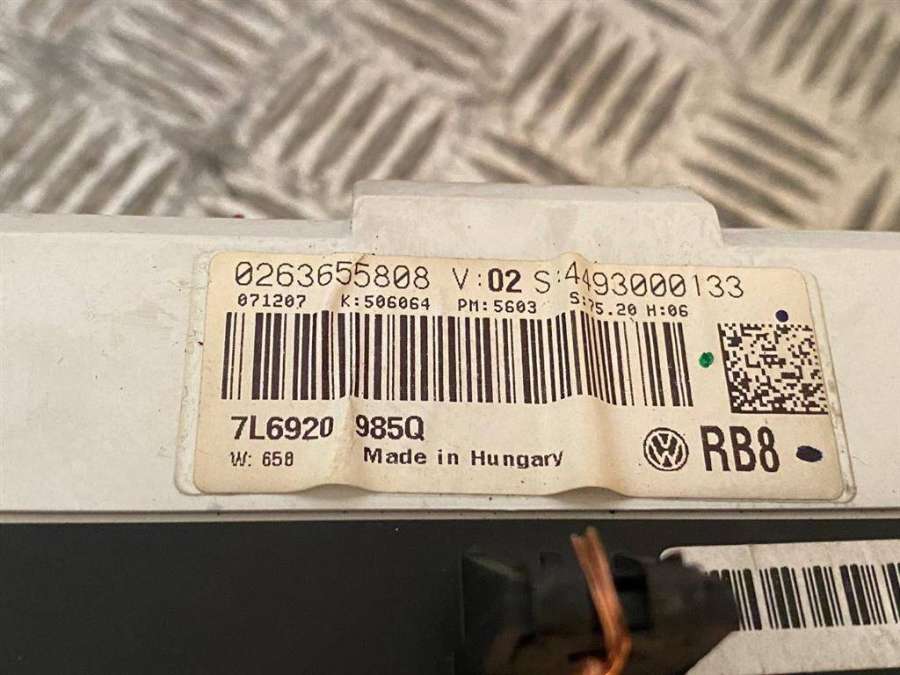 0263655808 V:02 S:4493000133
071207 K:506064 PM:5603 S:75.20 H:06
7L6920 985Q
W: 658 Made in Hungary RB8